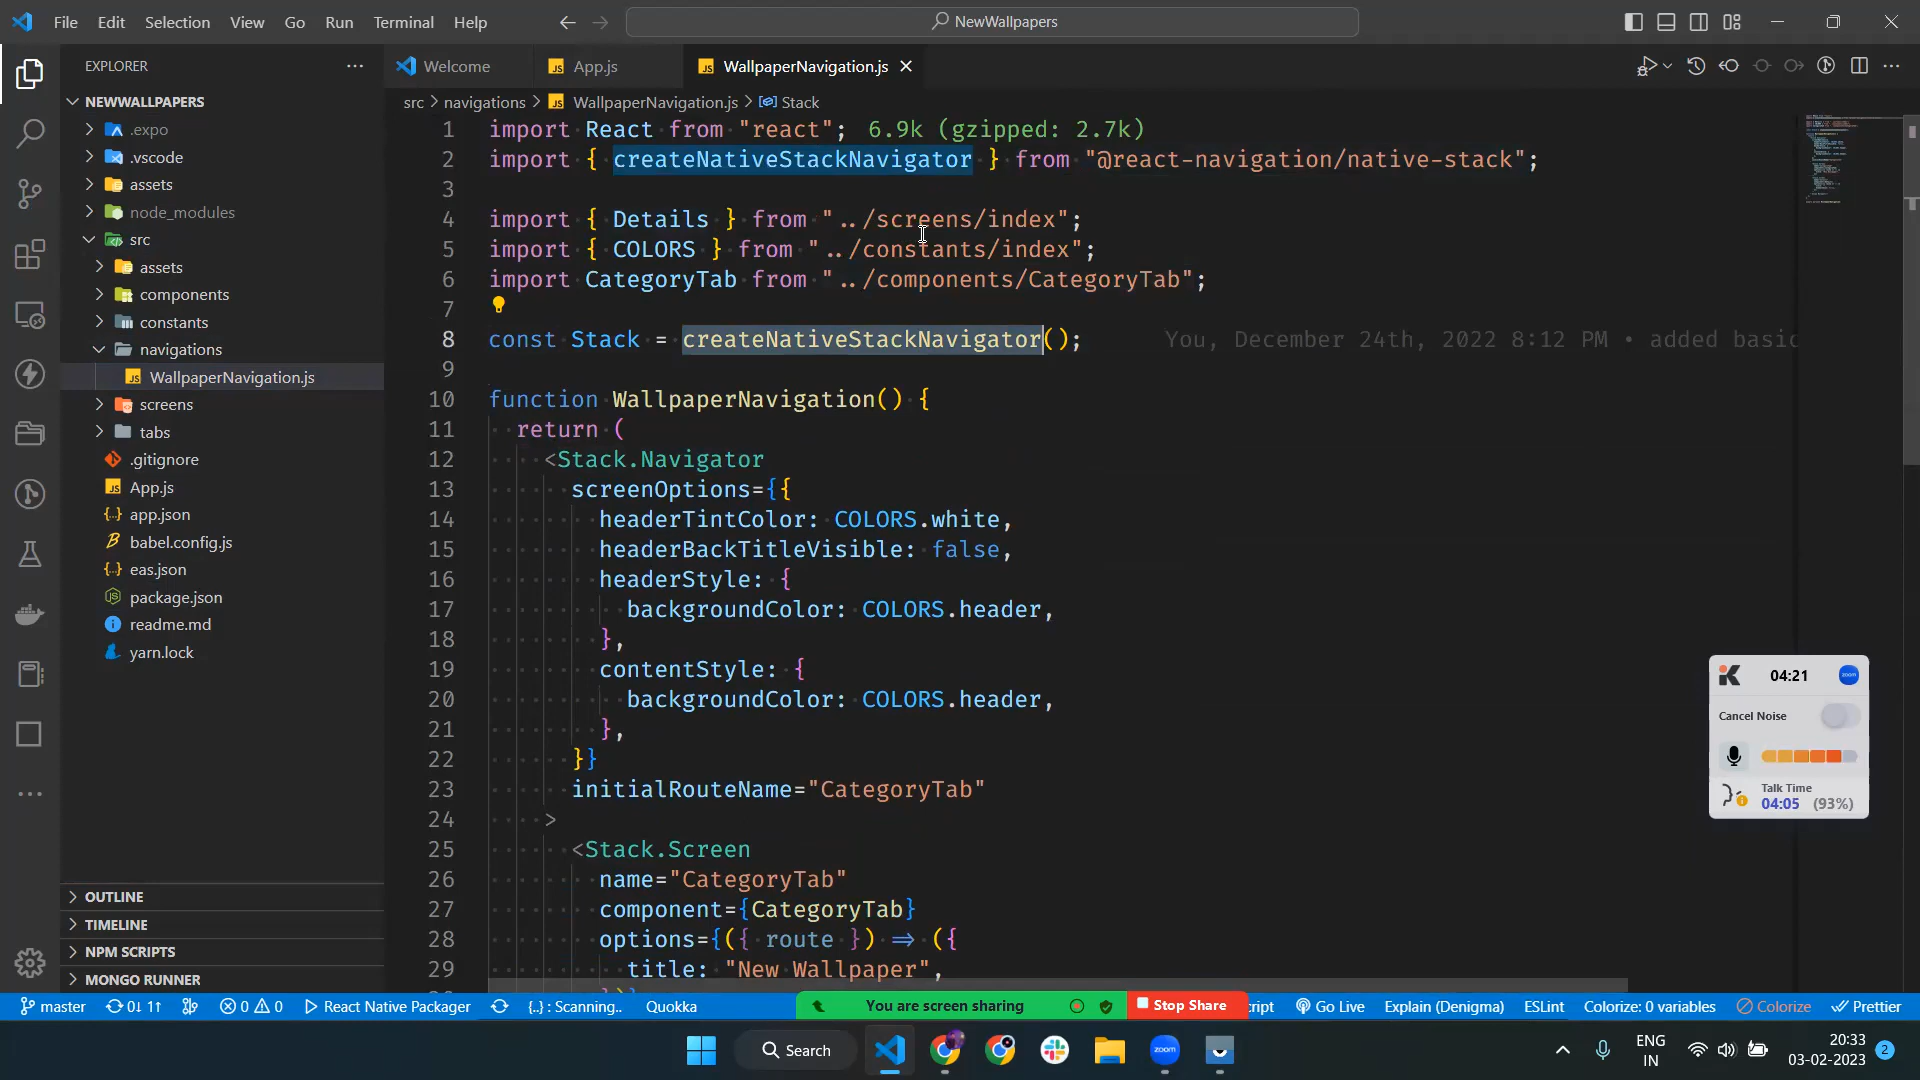 File Edit Selection View Go Run Terminal Help
NewWallpapers
EXPLORER
Welcome
App.js
WallpaperNavigation.js
NEWWALLPAPERS
.expo
.vscode
assets
node_modules
src
assets
components
constants
navigations
WallpaperNavigation.js
screens
tabs
.gitignore
App.js
app.json
babel.config.js
eas.json
package.json
readme.md
yarn.lock
OUTLINE
TIMELINE
NPM SCRIPTS
MONGO RUNNER
src > navigations > WallpaperNavigation.js > Stack
1 import React from "react"; 6.9k (gzipped: 2.7k)
2 import { createNativeStackNavigator } from "@react-navigation/native-stack";
3
4 import { Details } from "../screens/index";
5 import { COLORS } from "../constants/index";
6 import CategoryTab from "../components/CategoryTab";
7
8 const Stack = createNativeStackNavigator(); You, December 24th, 2022 8:12 PM • added basic
9
10 function WallpaperNavigation() {
11 return (
12 <Stack.Navigator
13 screenOptions={{
14 headerTintColor: COLORS.white,
15 headerBackTitleVisible: false,
16 headerStyle: {
17 backgroundColor: COLORS.header,
18 },
19 contentStyle: {
20 backgroundColor: COLORS.header,
21 },
22 }}
23 initialRouteName="CategoryTab"
24 >
25 <Stack.Screen
26 name="CategoryTab"
27 component={CategoryTab}
28 options={({ route }) => ({
29 title: "New Wallpaper",
04:21
zoom
Cancel Noise
Talk Time
04:05 (93%)
master 0↓ 1↑ 0 0 React Native Packager {..} : Scanning.. Quokka You are screen sharing Stop Share cript Go Live Explain (Denigma) ESLint Colorize: 0 variables Colorize Prettier
Search
zoom
ENG
IN
20:33
03-02-2023
2